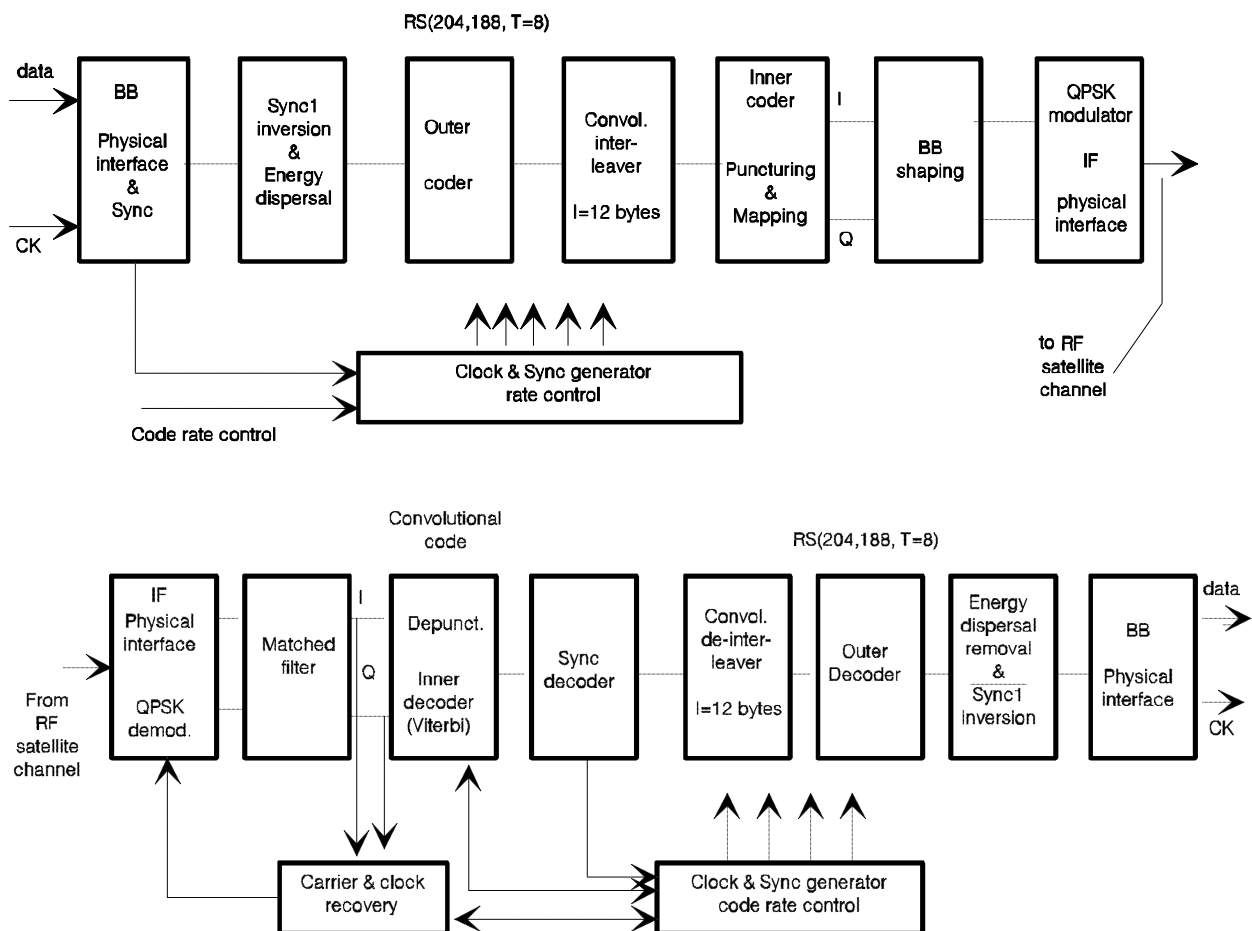 RS(204,188, T=8)
data
CK
BB
Physical
interface
&
Sync
Sync1
inversion
&
Energy
dispersal
Outer
coder
Convol.
inter-
leaver
I=12 bytes
Inner
coder
Puncturing
&
Mapping
I
Q
BB
shaping
QPSK
modulator
IF
physical
interface
to RF
satellite
channel
Clock & Sync generator
rate control
Code rate control
Convolutional
code
RS(204,188, T=8)
From
RF
satellite
channel
IF
Physical
interface
QPSK
demod.
Matched
filter
I
Q
Depunct.
Inner
decoder
(Viterbi)
Sync
decoder
Convol.
de-inter-
leaver
I=12 bytes
Outer
Decoder
Energy
dispersal
removal
&
Sync1
inversion
BB
Physical
interface
data
CK
Carrier & clock
recovery
Clock & Sync generator
code rate control